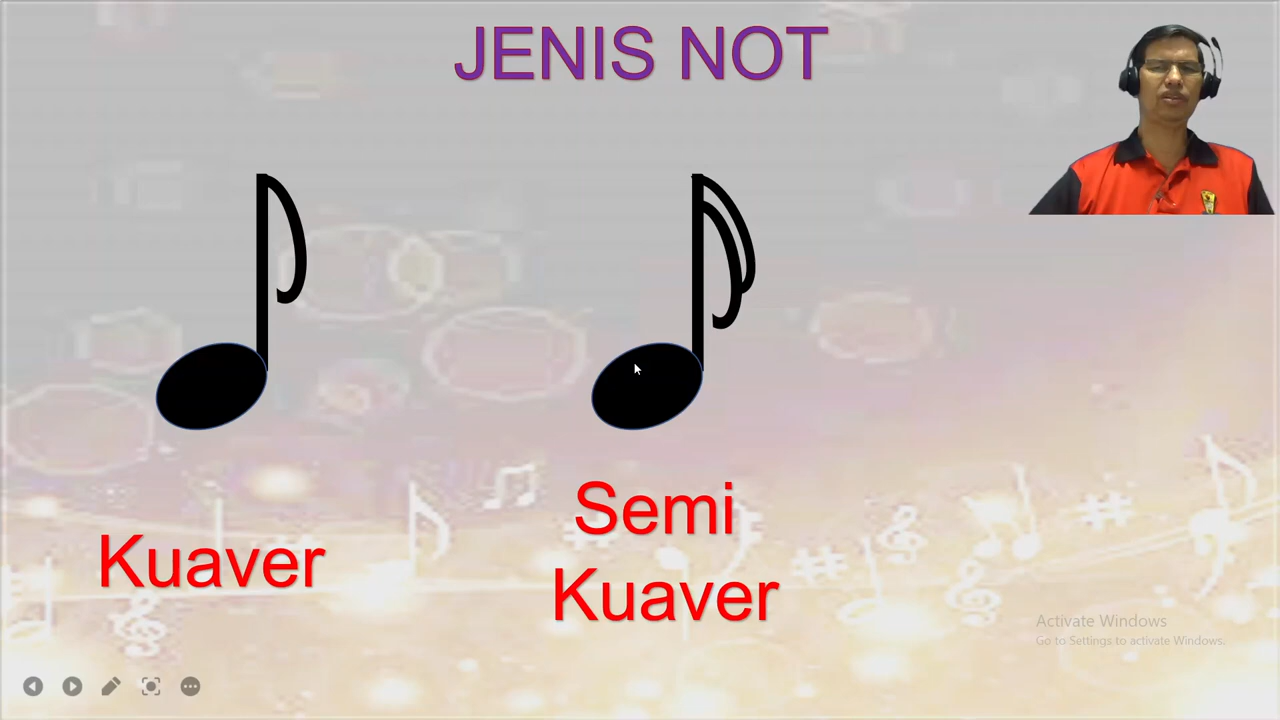 JENIS NOT
Kuaver
Semi
Kuaver
Activate Windows
Go to Settings to activate Windows.